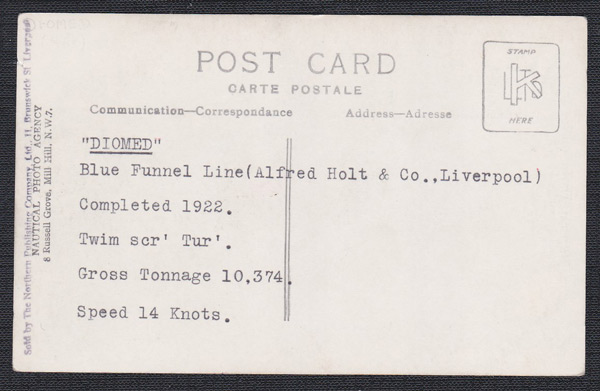 POST CARD
CARTE POSTALE
Communication—Correspondance
Address—Adresse
STAMP
K
HERE
"DIOMED"
Blue Funnel Line(Alfred Holt & Co.,Liverpool)
Completed 1922.
Twim scr' Tur'.
Gross Tonnage 10,374.
Speed 14 Knots.
Sold by The Northern Publishing Company, Ltd., 11, Brunswick St Liverpool
NAUTICAL PHOTO AGENCY
8 Russell Grove, Mill Hill, N.W.7.